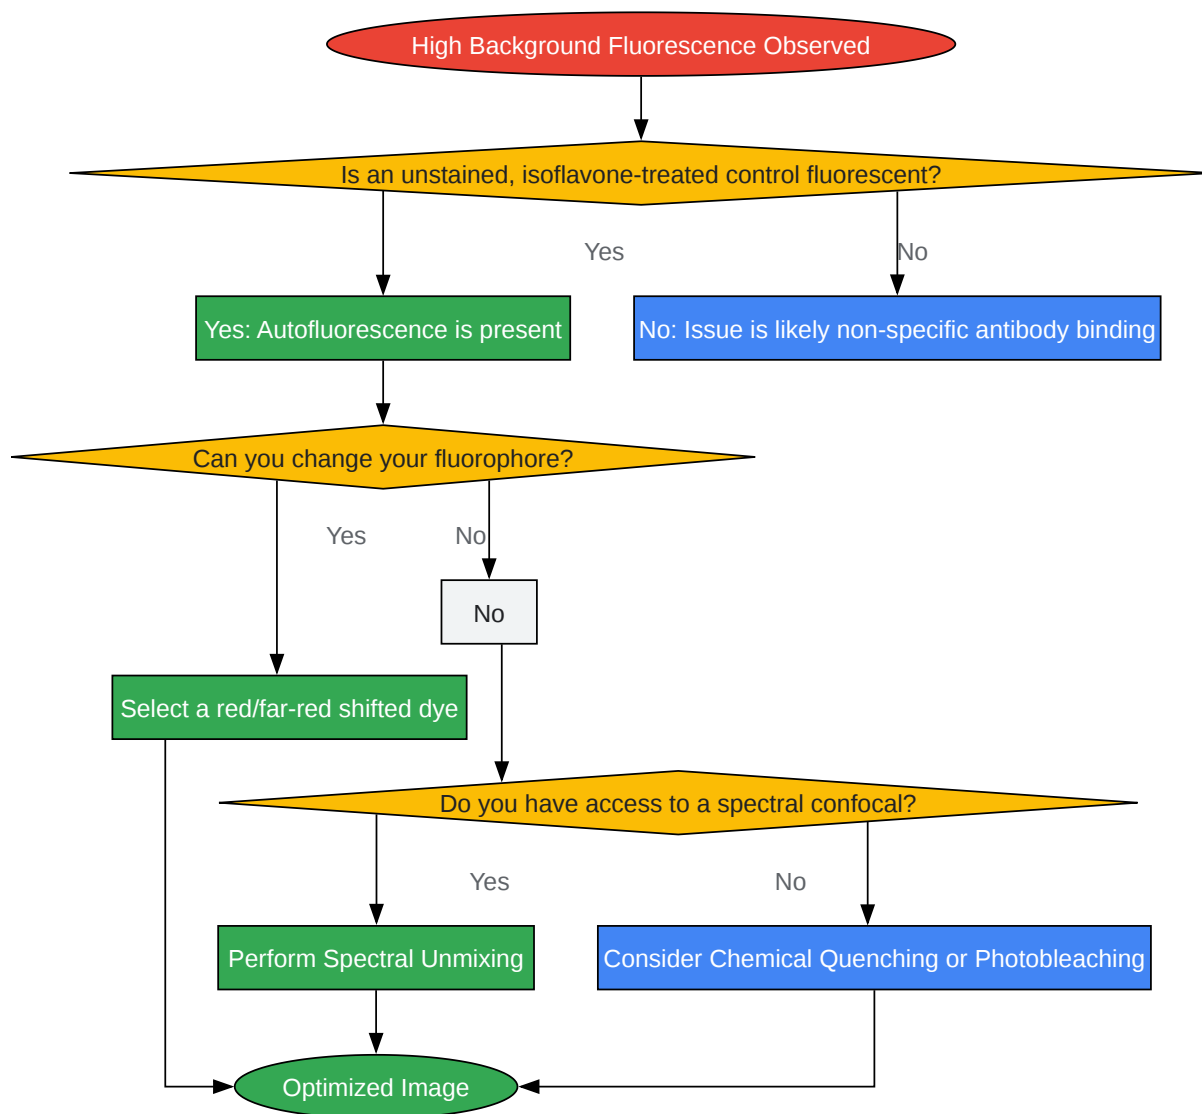 High Background Fluorescence Observed
Is an unstained, isoflavone-treated control fluorescent?
Yes
No
Yes: Autofluorescence is present
No: Issue is likely non-specific antibody binding
Can you change your fluorophore?
Yes
No
No
Select a red/far-red shifted dye
Do you have access to a spectral confocal?
Yes
No
Perform Spectral Unmixing
Consider Chemical Quenching or Photobleaching
Optimized Image